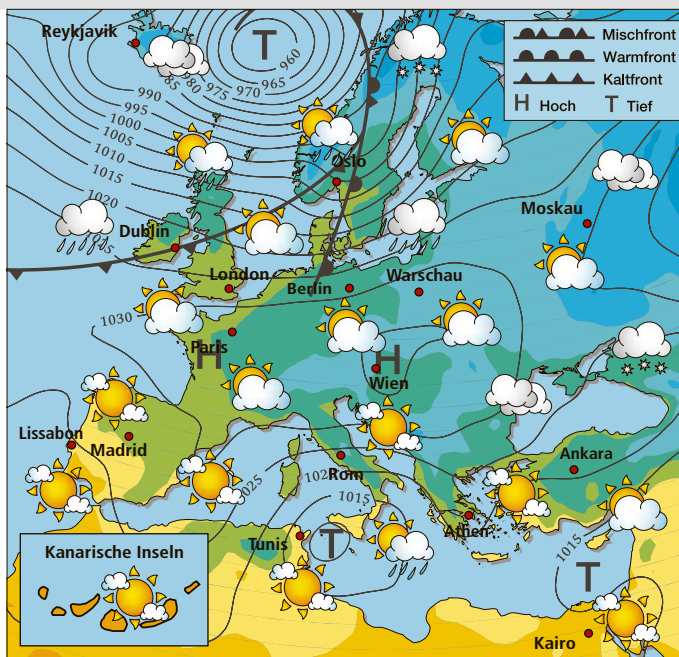 Reykjavik
T
960
965
970
975
980
985
990
995
1000
1005
1010
1015
1020
Mischfront
Warmfront
Kaltfront
H Hoch T Tief
Oslo
Dublin
Moskau
London
Berlin
Warschau
1030
Paris
H
H
Wien
Lissabon
Madrid
Rom
Ankara
1025
1015
Tunis
T
Athen
1015
T
Kanarische Inseln
Kairo